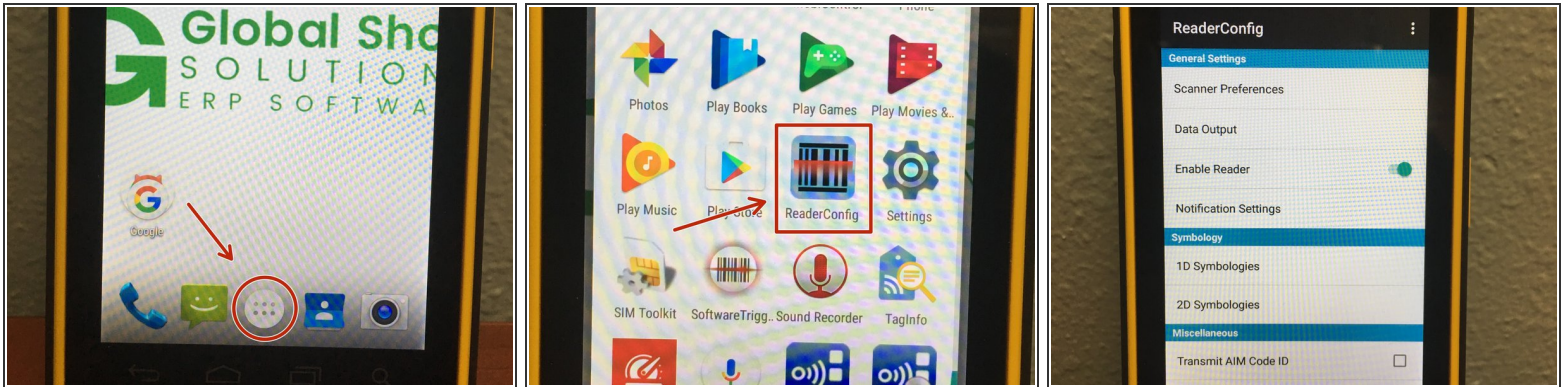 Global Sho
SOLUTION
ERP SOFTWA
Google
Phone
Photos
Play Books
Play Games
Play Movies &..
Play Music
Play Store
ReaderConfig
Settings
SIM Toolkit
SoftwareTrigg..
Sound Recorder
TagInfo
ReaderConfig
General Settings
Scanner Preferences
Data Output
Enable Reader
Notification Settings
Symbology
1D Symbologies
2D Symbologies
Miscellaneous
Transmit AIM Code ID